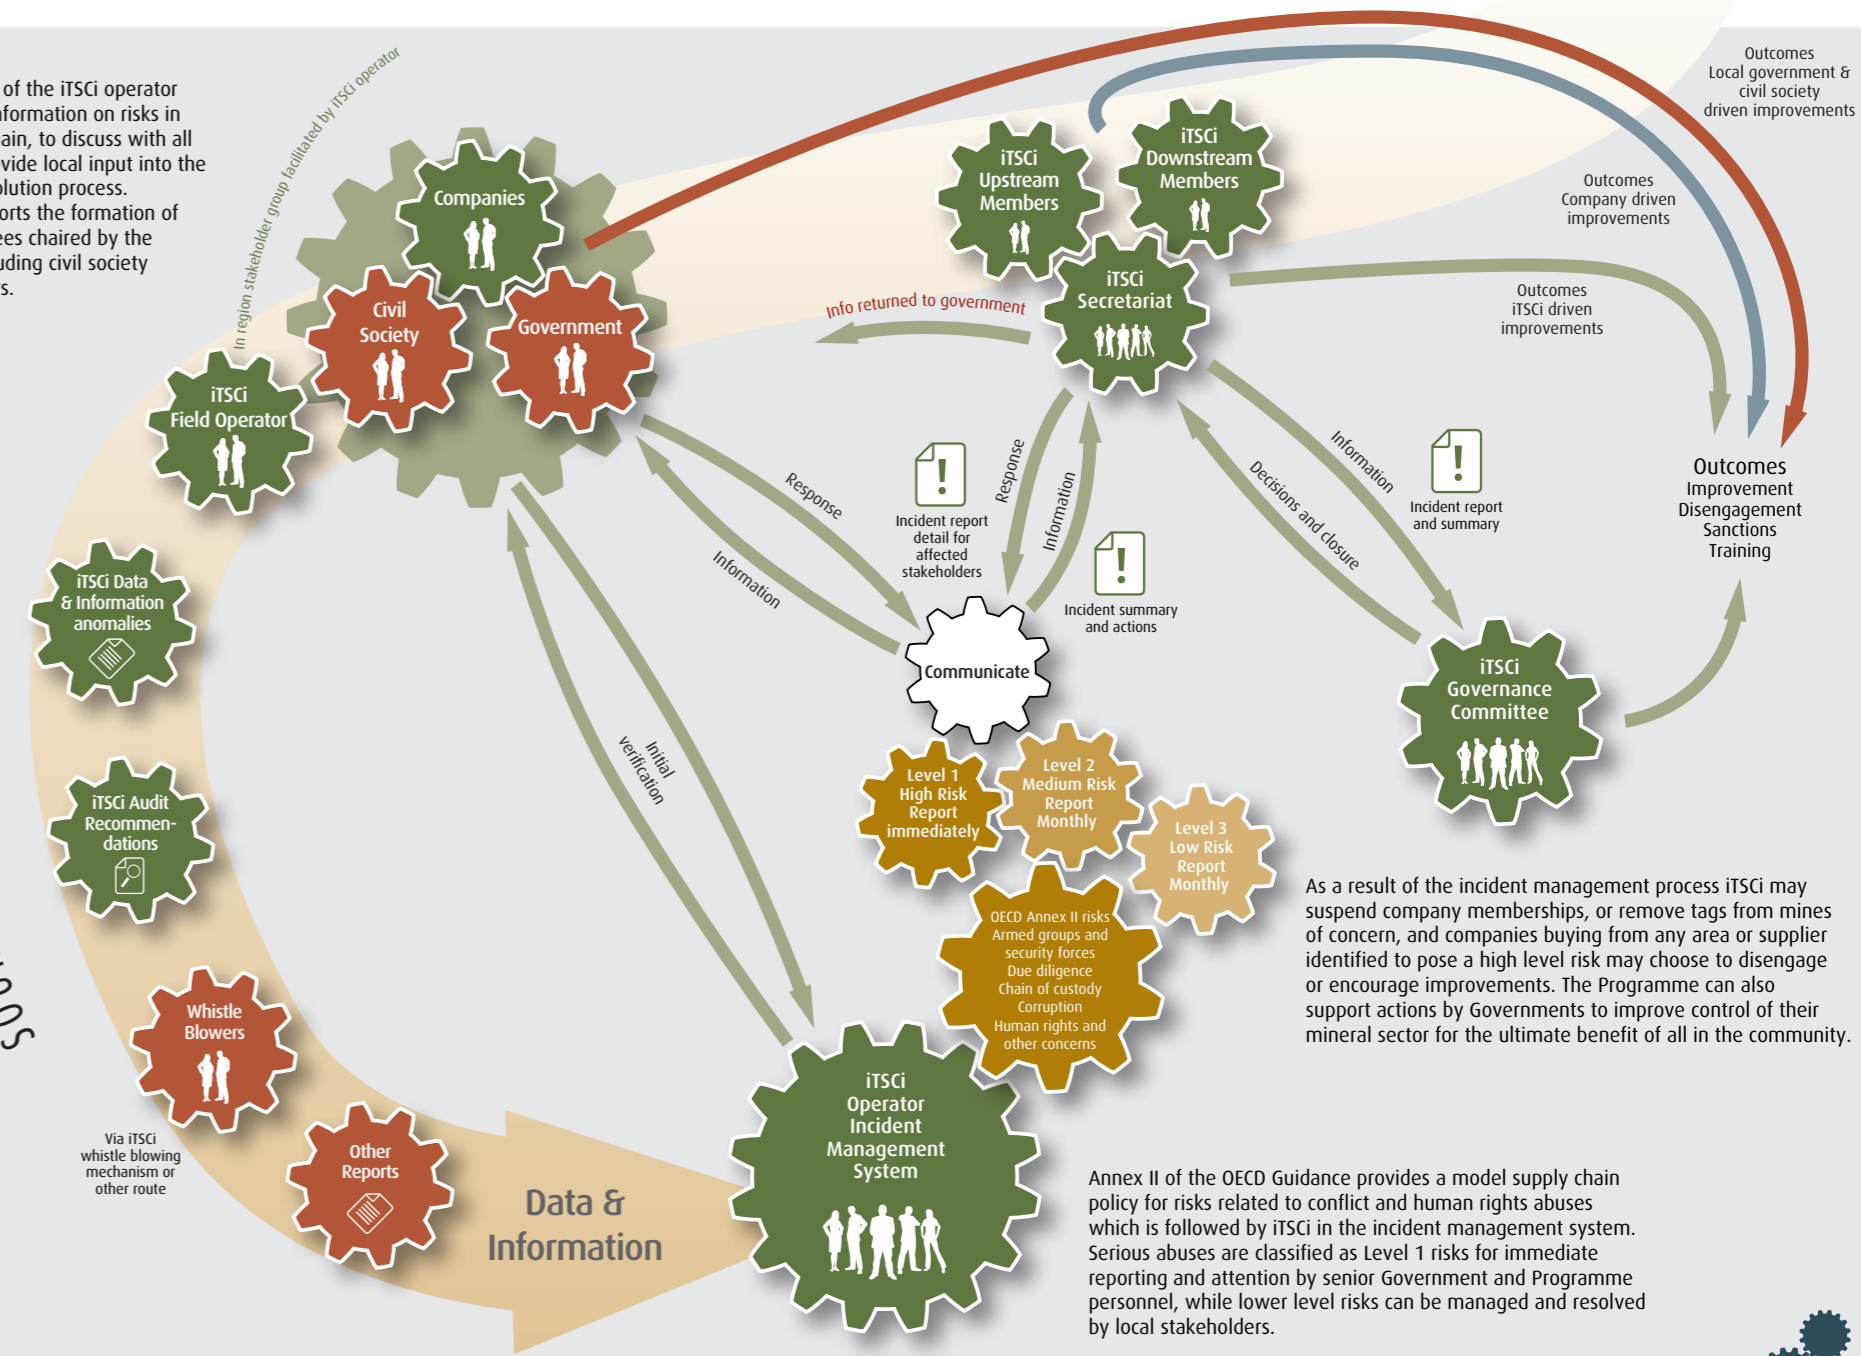 of the iTSCi operator
information on risks in
ain, to discuss with all
ovide local input into the
olution process.
orts the formation of
ees chaired by the
uding civil society
s.
In region stakeholder group facilitated by iTSCi operator
Companies
Civil
Society
Government
iTSCi
Field Operator
iTSCi Data
& Information
anomalies
iTSCi Audit
Recommen-
dations
Whistle
Blowers
Via iTSCi
whistle blowing
mechanism or
other route
Other
Reports
Data &
Information
iTSCi
Operator
Incident
Management
System
Initial
verification
Response
Information
Info returned to government
iTSCi
Upstream
Members
iTSCi
Downstream
Members
iTSCi
Secretariat
Incident report
detail for
affected
stakeholders
Response
Information
Incident summary
and actions
Communicate
Level 1
High Risk
Report
immediately
Level 2
Medium Risk
Report
Monthly
Level 3
Low Risk
Report
Monthly
OECD Annex II risks
Armed groups and
security forces
Due diligence
Chain of custody
Corruption
Human rights and
other concerns
Information
Decisions and closure
Incident report
and summary
iTSCi
Governance
Committee
Outcomes
Local government &
civil society
driven improvements
Outcomes
Company driven
improvements
Outcomes
iTSCi driven
improvements
Outcomes
Improvement
Disengagement
Sanctions
Training
As a result of the incident management process iTSCi may
suspend company memberships, or remove tags from mines
of concern, and companies buying from any area or supplier
identified to pose a high level risk may choose to disengage
or encourage improvements. The Programme can also
support actions by Governments to improve control of their
mineral sector for the ultimate benefit of all in the community.
Annex II of the OECD Guidance provides a model supply chain
policy for risks related to conflict and human rights abuses
which is followed by iTSCi in the incident management system.
Serious abuses are classified as Level 1 risks for immediate
reporting and attention by senior Government and Programme
personnel, while lower level risks can be managed and resolved
by local stakeholders.